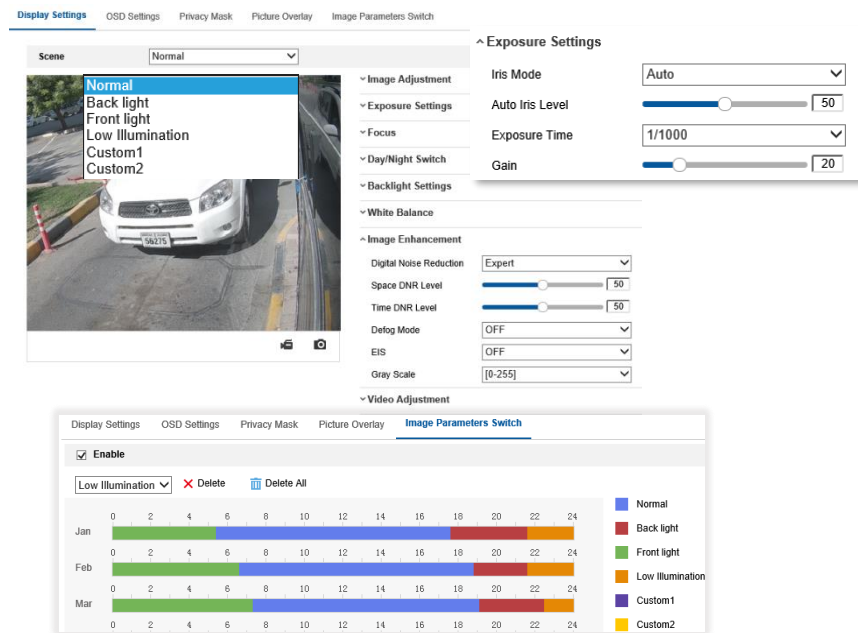 Display Settings OSD Settings Privacy Mask Picture Overlay Image Parameters Switch
Scene Normal
Normal
Back light
Front light
Low Illumination
Custom1
Custom2
56275
Image Adjustment
Exposure Settings
Focus
Day/Night Switch
Backlight Settings
White Balance
Image Enhancement
Digital Noise Reduction Expert
Space DNR Level 50
Time DNR Level 50
Defog Mode OFF
EIS OFF
Gray Scale [0-255]
Video Adjustment
Exposure Settings
Iris Mode Auto
Auto Iris Level 50
Exposure Time 1/1000
Gain 20
Display Settings OSD Settings Privacy Mask Picture Overlay Image Parameters Switch
Enable
Low Illumination Delete Delete All
0 2 4 6 8 10 12 14 16 18 20 22 24
Jan
0 2 4 6 8 10 12 14 16 18 20 22 24
Feb
0 2 4 6 8 10 12 14 16 18 20 22 24
Mar
0 2 4 6 8 10 12 14 16 18 20 22 24
Normal
Back light
Front light
Low Illumination
Custom1
Custom2